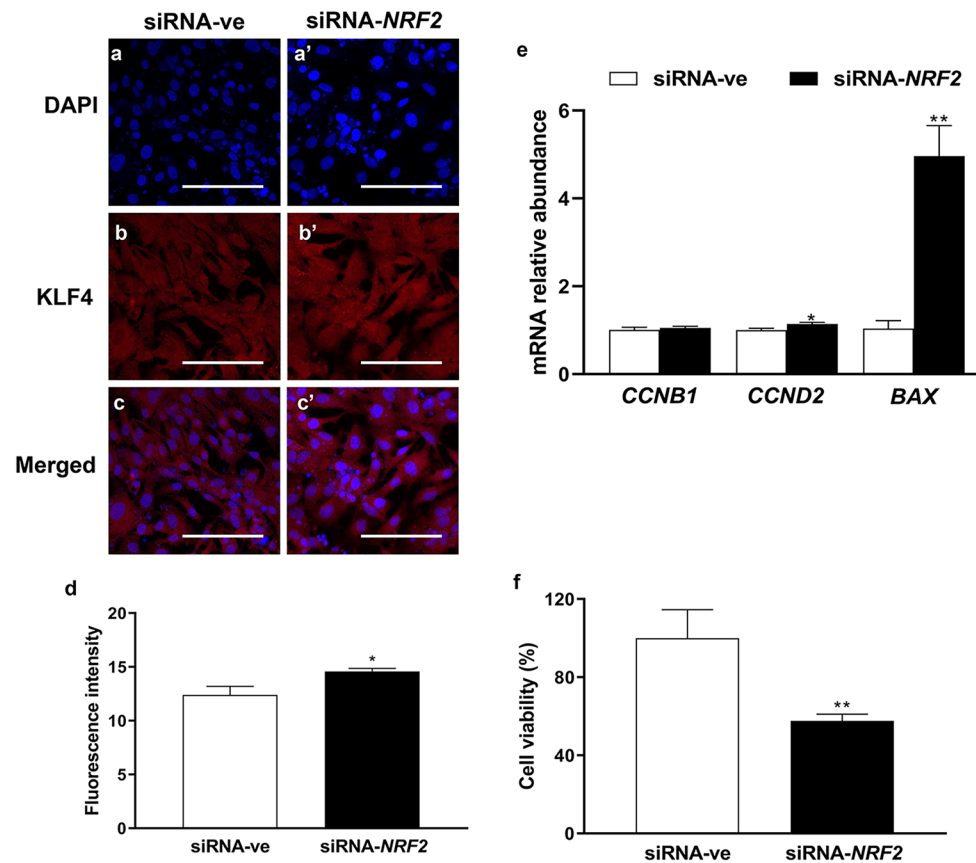 siRNA-ve siRNA-NRF2
a a'
DAPI
b b'
KLF4
c c'
Merged
d
Fluorescence intensity
20
15
10
5
0
*
siRNA-ve siRNA-NRF2
e
siRNA-ve siRNA-NRF2
mRNA relative abundance
6
4
2
1
0
*
**
CCNB1 CCND2 BAX
f
Cell viability (%)
120
80
40
0
**
siRNA-ve siRNA-NRF2